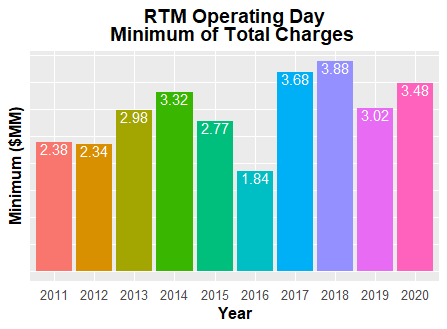 RTM Operating Day
Minimum of Total Charges
Minimum ($MM)
2.38
2.34
2.98
3.32
2.77
1.84
3.68
3.88
3.02
3.48
2011 2012 2013 2014 2015 2016 2017 2018 2019 2020
Year